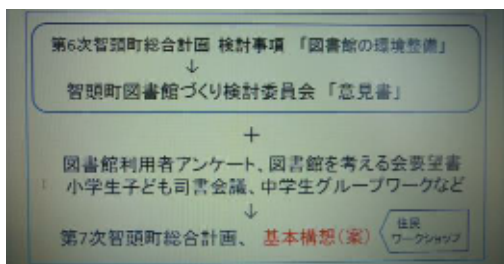 第6次智頭町総合計画 検討事項 「図書館の環境整備」
↓
智頭町図書館づくり検討委員会 「意見書」
＋
図書館利用者アンケート、図書館を考える会要望書
小学生子ども司書会議、中学生グループワークなど
↓
第7次智頭町総合計画、 基本構想(案) 住民
ワークショップ